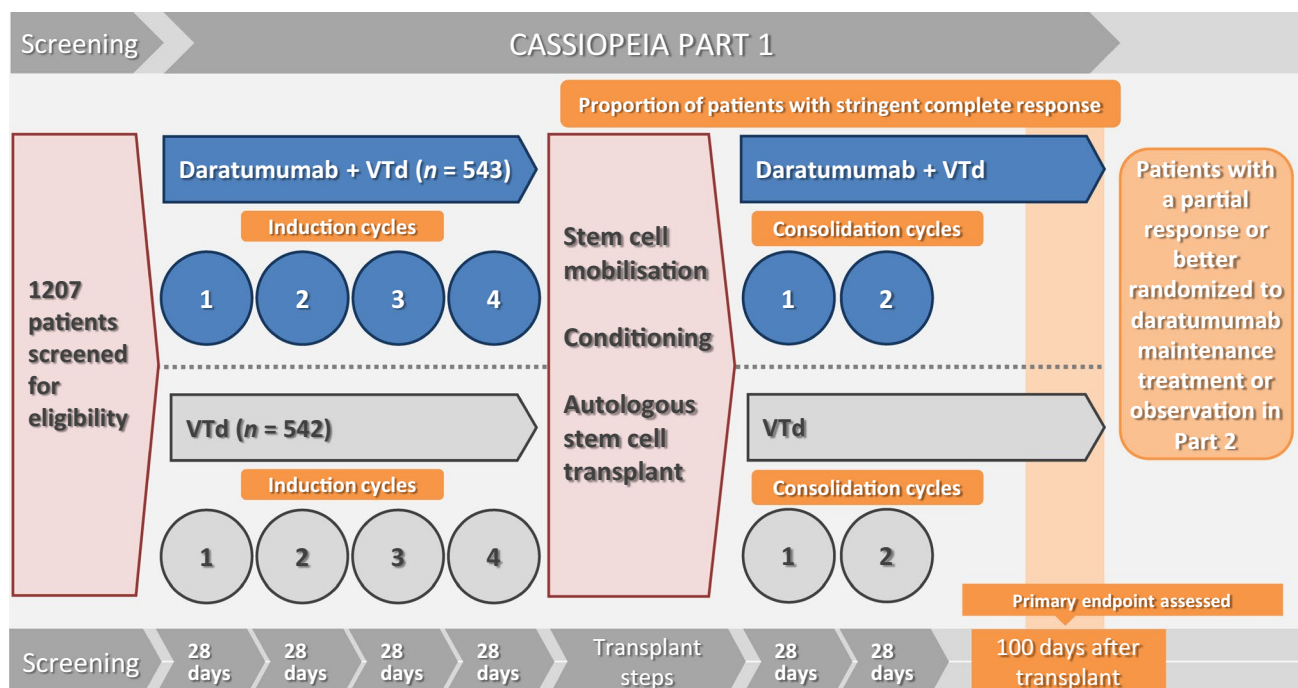 Screening
CASSIOPEIA PART 1
Proportion of patients with stringent complete response
1207
patients
screened
for
eligibility
Daratumumab + VTd (n = 543)
Induction cycles
1
2
3
4
VTd (n = 542)
Induction cycles
1
2
3
4
Stem cell
mobilisation
Conditioning
Autologous
stem cell
transplant
Daratumumab + VTd
Consolidation cycles
1
2
VTd
Consolidation cycles
1
2
Patients with
a partial
response or
better
randomized to
daratumumab
maintenance
treatment or
observation in
Part 2
Primary endpoint assessed
Screening
28
days
28
days
28
days
28
days
Transplant
steps
28
days
28
days
100 days after
transplant